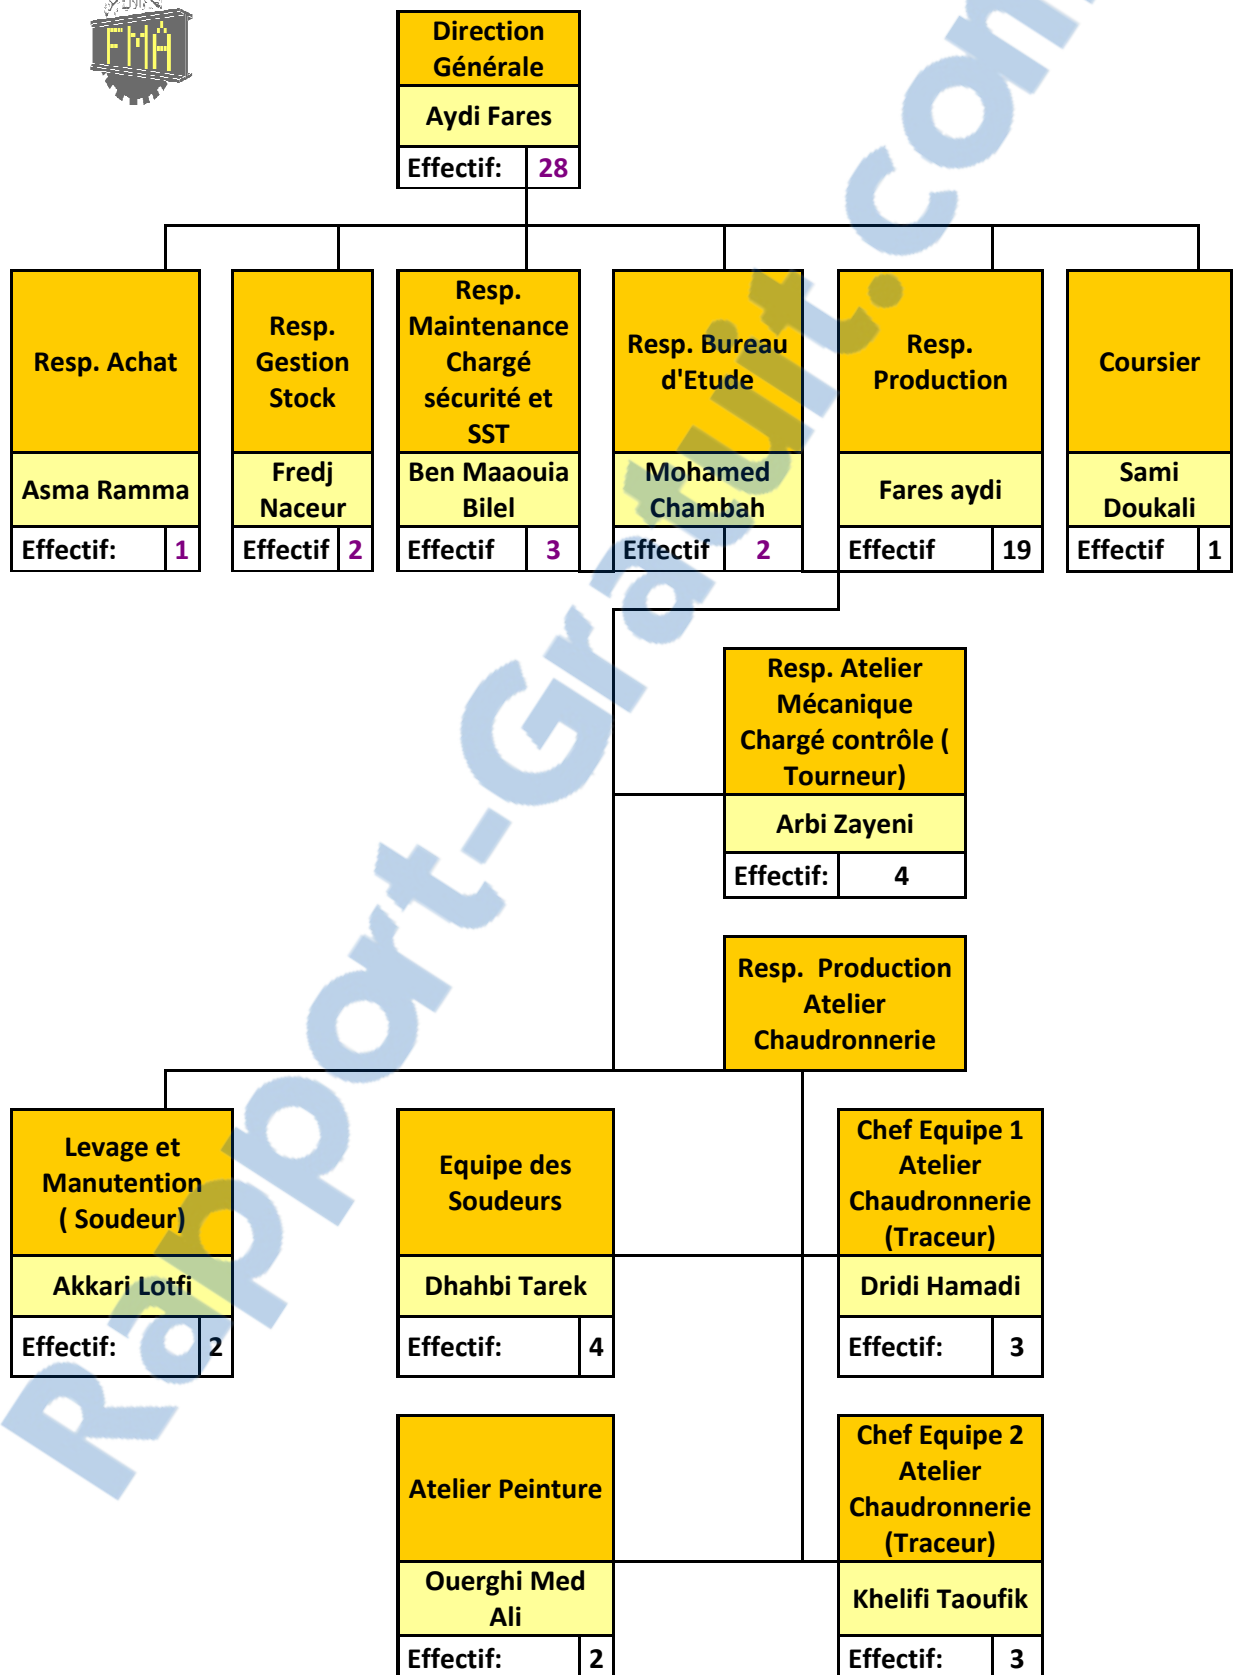 FMA
Direction
Générale
Aydi Fares
Effectif: 28
Resp. Achat
Asma Ramma
Effectif: 1
Resp.
Gestion
Stock
Fredj
Naceur
Effectif 2
Resp.
Maintenance
Chargé
sécurité et
SST
Ben Maaouia
Bilel
Effectif 3
Resp. Bureau
d'Etude
Mohamed
Chambah
Effectif 2
Resp.
Production
Fares aydi
Effectif 19
Coursier
Sami
Doukali
Effectif 1
Resp. Atelier
Mécanique
Chargé contrôle (
Tourneur)
Arbi Zayeni
Effectif: 4
Resp. Production
Atelier
Chaudronnerie
Levage et
Manutention
( Soudeur)
Akkari Lotfi
Effectif: 2
Equipe des
Soudeurs
Dhahbi Tarek
Effectif: 4
Chef Equipe 1
Atelier
Chaudronnerie
(Traceur)
Dridi Hamadi
Effectif: 3
Atelier Peinture
Ouerghi Med
Ali
Effectif: 2
Chef Equipe 2
Atelier
Chaudronnerie
(Traceur)
Khelifi Taoufik
Effectif: 3
Rapport-Gratuit.com